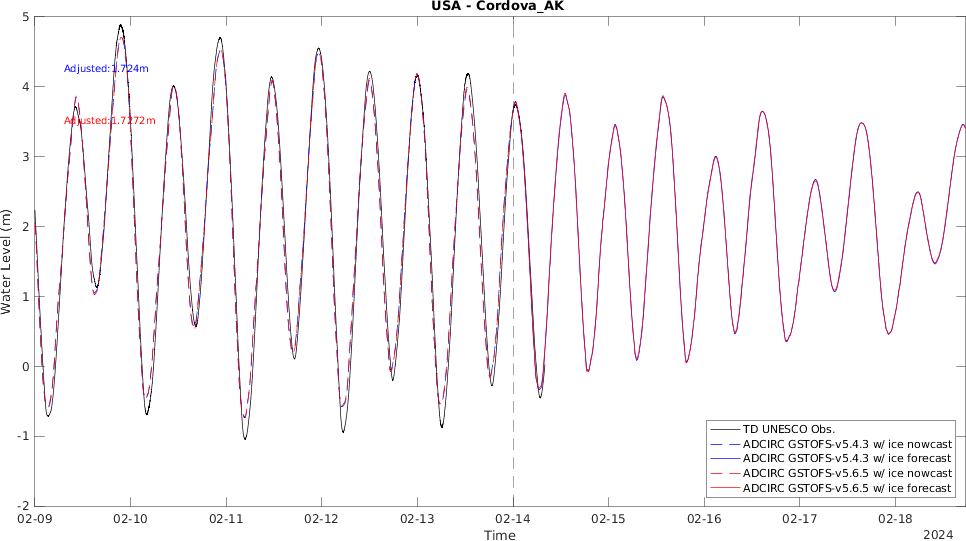 USA - Cordova_AK
5
4
3
2
1
0
-1
-2
Water Level (m)
Adjusted:1.724m
Adjusted:1.7272m
TD UNESCO Obs.
ADCIRC GSTOFS-v5.4.3 w/ ice nowcast
ADCIRC GSTOFS-v5.4.3 w/ ice forecast
ADCIRC GSTOFS-v5.6.5 w/ ice nowcast
ADCIRC GSTOFS-v5.6.5 w/ ice forecast
02-09 02-10 02-11 02-12 02-13 02-14 02-15 02-16 02-17 02-18
Time
2024